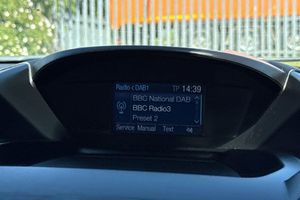 Radio < DAB1 TP 14:39
BBC National DAB
BBC Radio3
Preset 2
Service Manual Text